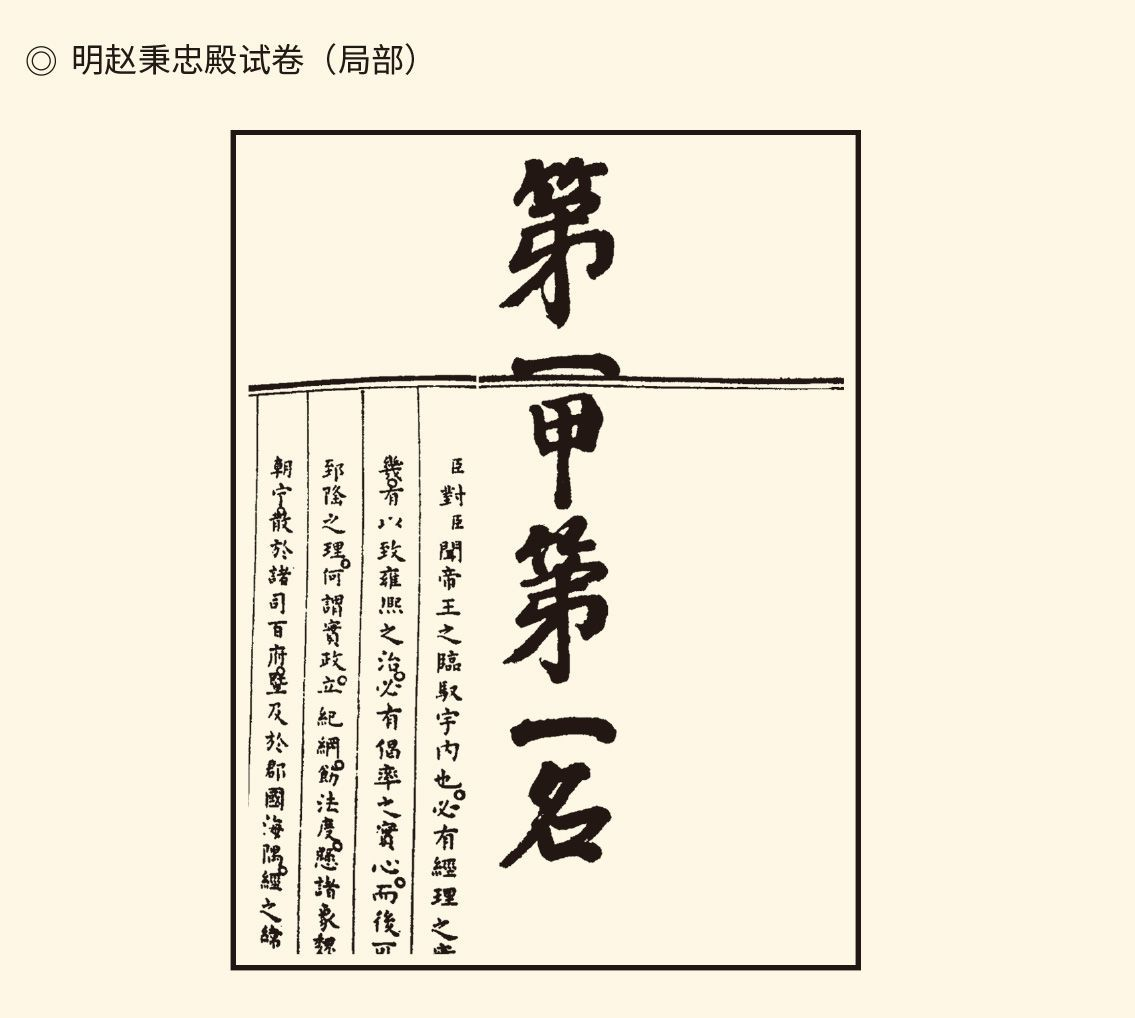 ◎ 明赵秉忠殿试卷（局部）
第一甲第一名
臣對臣聞帝王之臨馭宇内也必有經理之
幾有以致雍熙之治必有倡率之實心而後可
郅隆之理何謂實政立紀綱飭法度懸諸象魏
朝宁散於諸司百府暨及於郡國海隅經之緯